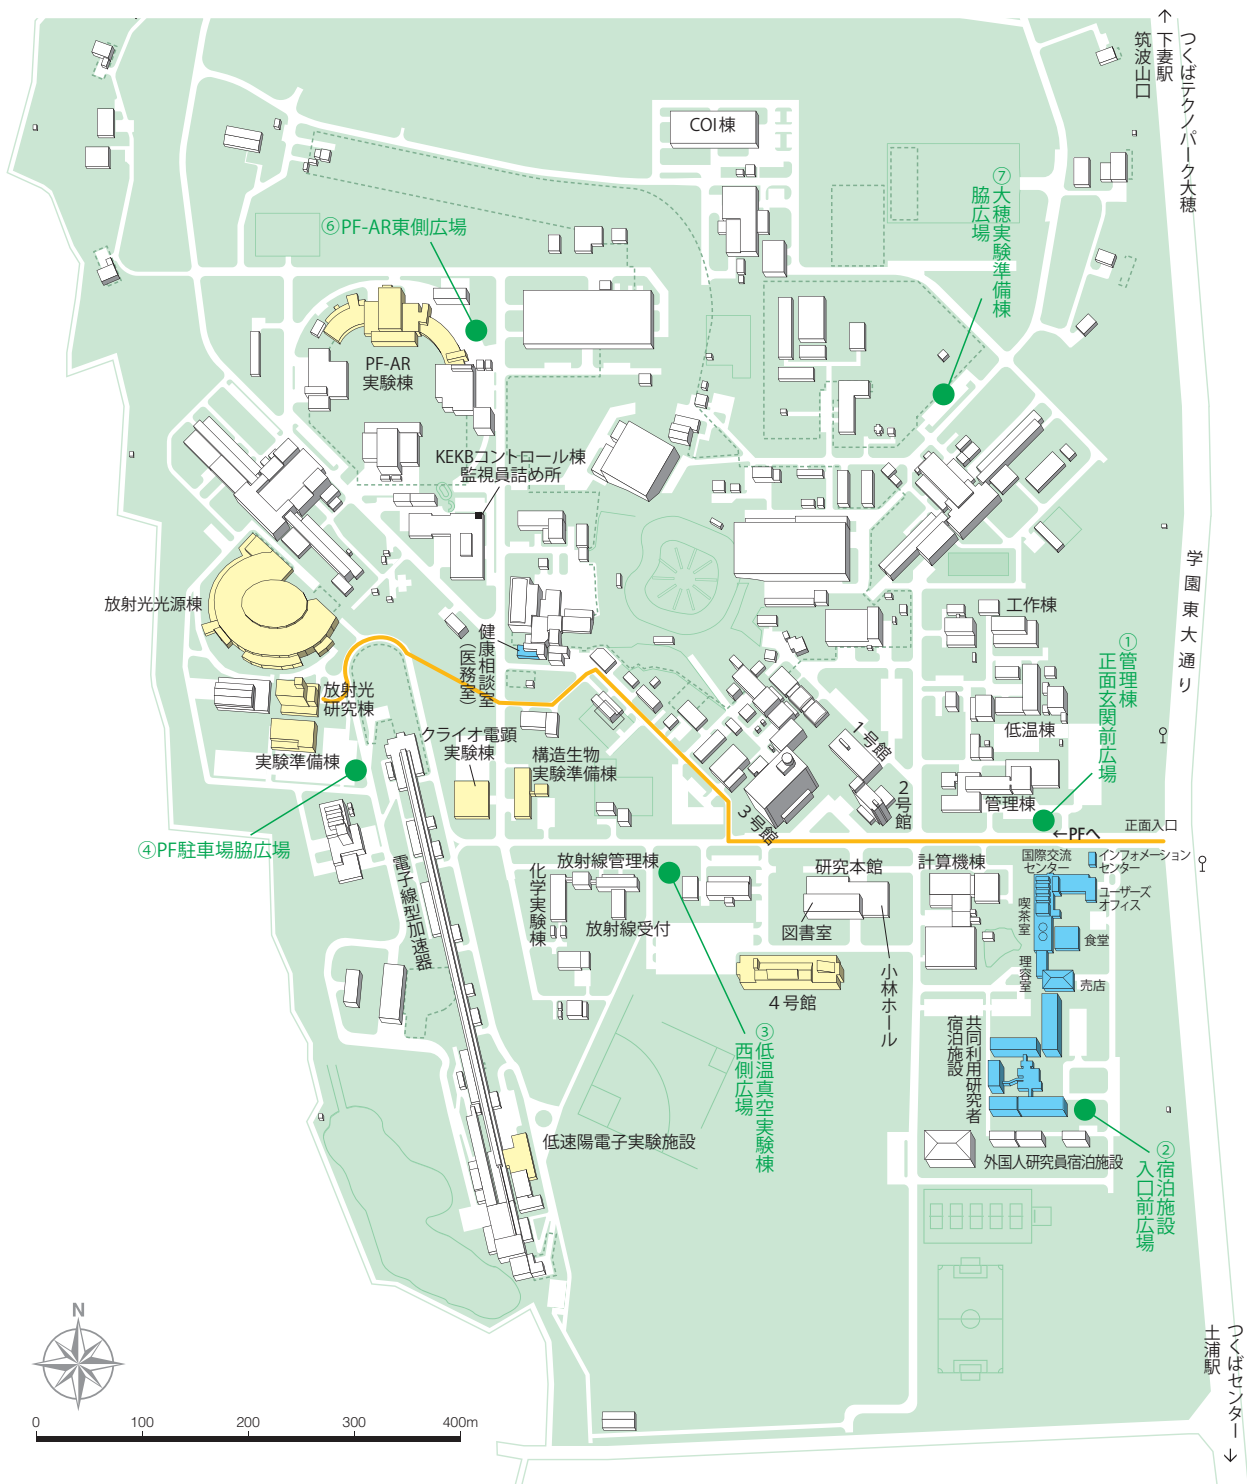 ↑
つくばテクノパーク大穂
下妻駅
筑波山口
COI棟
⑦大穂実験準備棟
脇広場
⑥PF-AR東側広場
PF-AR
実験棟
KEKBコントロール棟
監視員詰め所
学園東大通り
放射光光源棟
工作棟
健康相談室
（医務室）
①管理棟
正面玄関前広場
放射光
研究棟
低温棟
クライオ電顕
実験棟
構造生物
実験準備棟
実験準備棟
1号館
2号館
3号館
管理棟
正面入口
←PFへ
④PF駐車場脇広場
放射線管理棟
研究本館
計算機棟
国際交流
センター
インフォメーション
センター
ユーザーズ
オフィス
化学実験棟
電子線型加速器
放射線受付
図書室
喫茶室
食堂
理容室
売店
小林ホール
4号館
共同利用研究者
宿泊施設
③低温真空実験棟
西側広場
低速陽電子実験施設
外国人研究員宿泊施設
②宿泊施設
入口前広場
N
つくばセンター
土浦駅
↓
0 100 200 300 400m